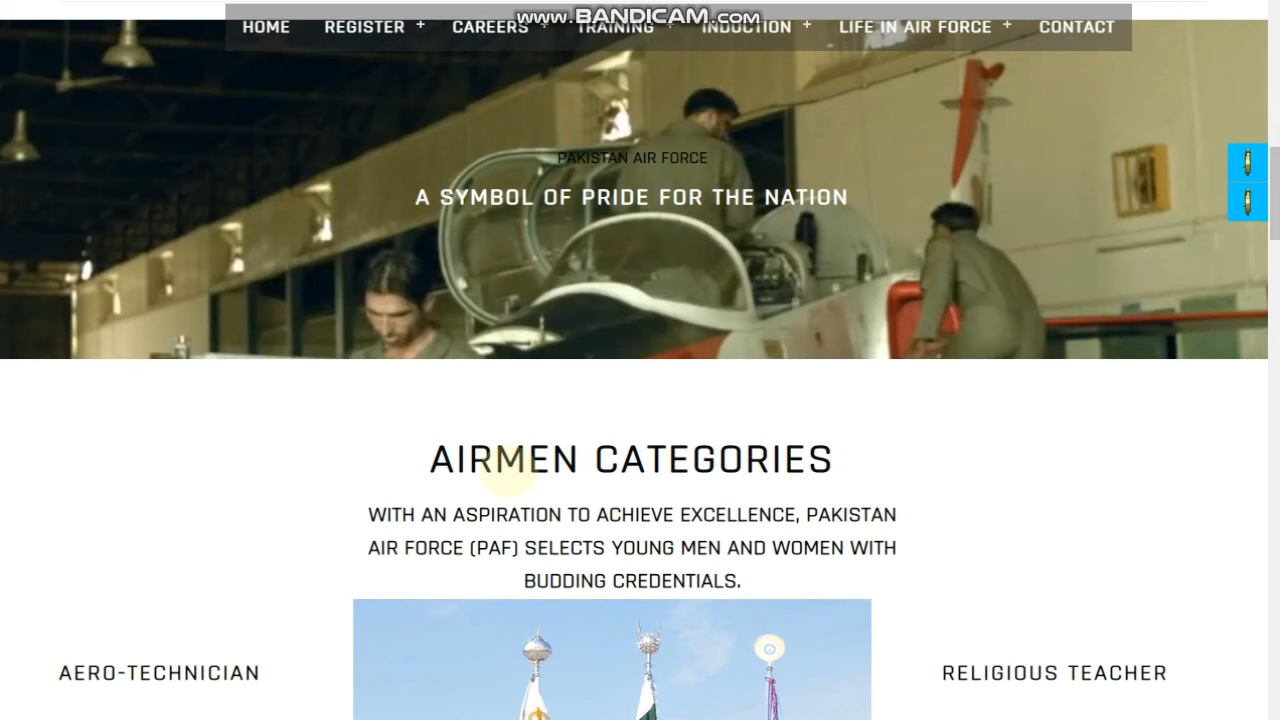 www.BANDICAM.com
HOME REGISTER + CAREERS + TRAINING + INDUCTION + LIFE IN AIR FORCE + CONTACT
PAKISTAN AIR FORCE
A SYMBOL OF PRIDE FOR THE NATION
AIRMEN CATEGORIES
WITH AN ASPIRATION TO ACHIEVE EXCELLENCE, PAKISTAN
AIR FORCE (PAF) SELECTS YOUNG MEN AND WOMEN WITH
BUDDING CREDENTIALS.
AERO-TECHNICIAN
RELIGIOUS TEACHER